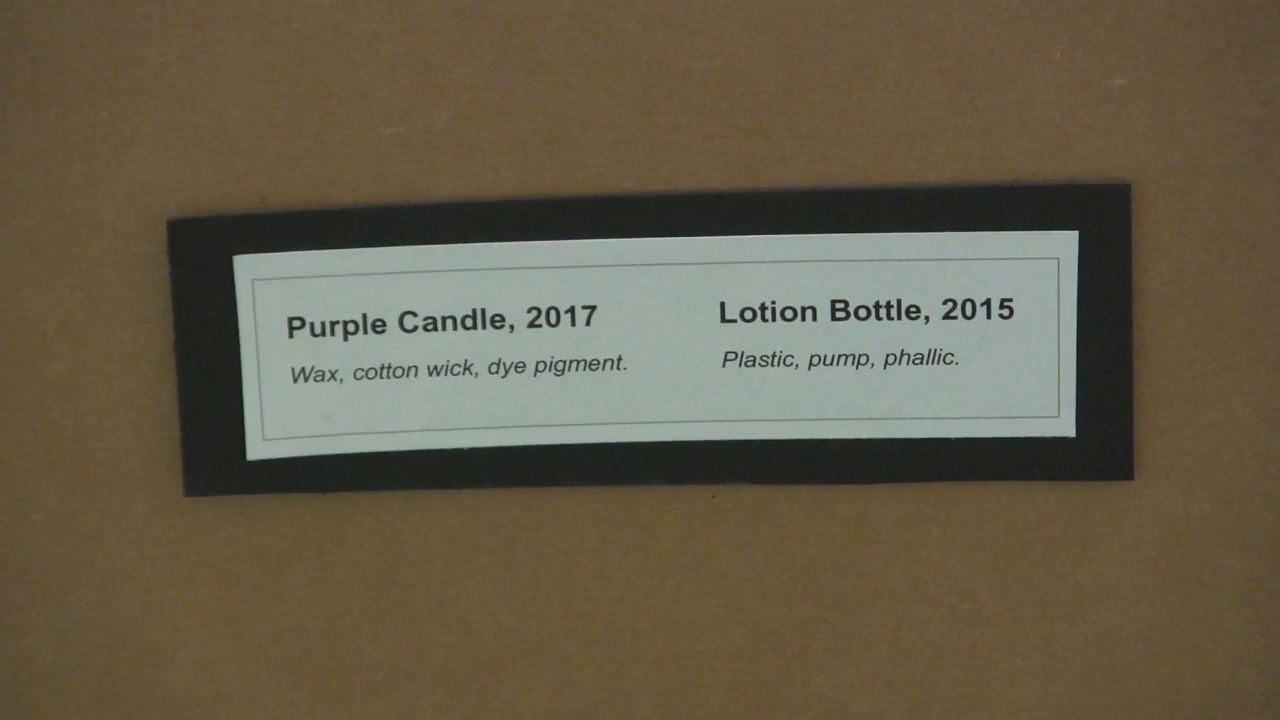 Purple Candle, 2017
Wax, cotton wick, dye pigment.
Lotion Bottle, 2015
Plastic, pump, phallic.